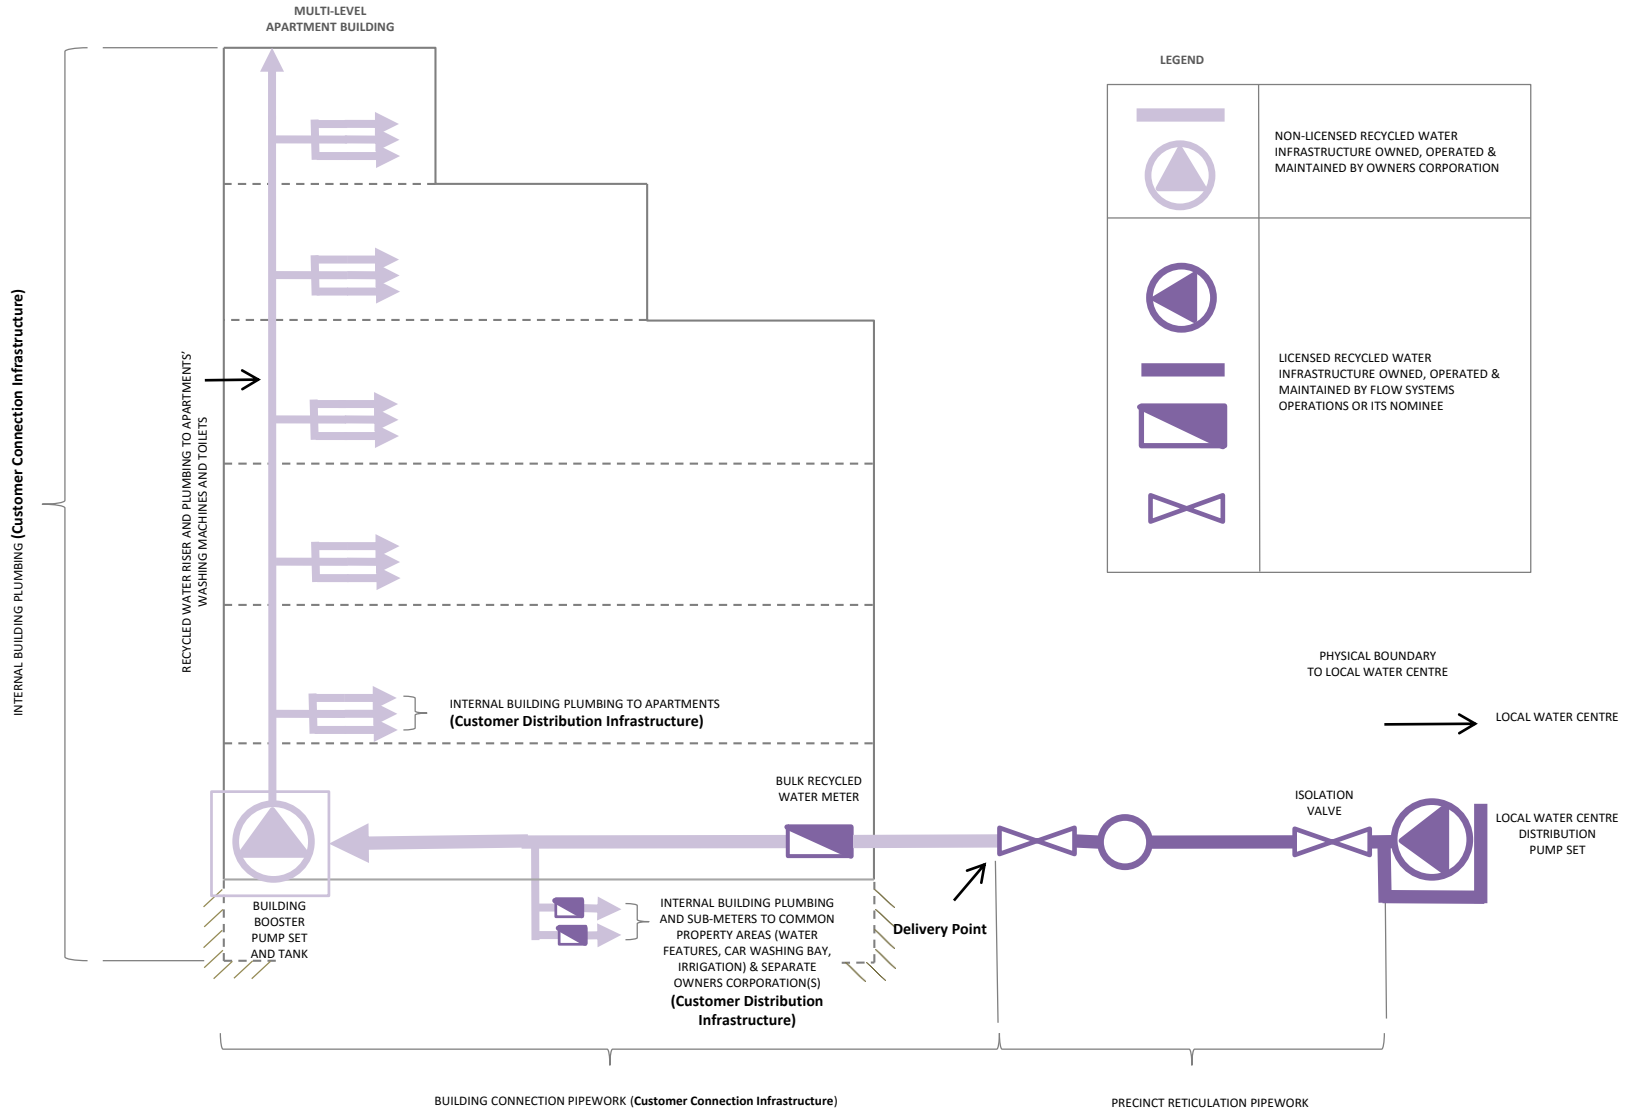 MULTI-LEVEL
APARTMENT BUILDING
LEGEND
NON-LICENSED RECYCLED WATER
INFRASTRUCTURE OWNED, OPERATED &
MAINTAINED BY OWNERS CORPORATION
LICENSED RECYCLED WATER
INFRASTRUCTURE OWNED, OPERATED &
MAINTAINED BY FLOW SYSTEMS
OPERATIONS OR ITS NOMINEE
INTERNAL BUILDING PLUMBING (Customer Connection Infrastructure)
RECYCLED WATER RISER AND PLUMBING TO APARTMENTS'
WASHING MACHINES AND TOILETS
PHYSICAL BOUNDARY
TO LOCAL WATER CENTRE
LOCAL WATER CENTRE
INTERNAL BUILDING PLUMBING TO APARTMENTS
(Customer Distribution Infrastructure)
BULK RECYCLED
WATER METER
ISOLATION
VALVE
LOCAL WATER CENTRE
DISTRIBUTION
PUMP SET
BUILDING
BOOSTER
PUMP SET
AND TANK
INTERNAL BUILDING PLUMBING
AND SUB-METERS TO COMMON
PROPERTY AREAS (WATER
FEATURES, CAR WASHING BAY,
IRRIGATION) & SEPARATE
OWNERS CORPORATION(S)
(Customer Distribution
Infrastructure)
Delivery Point
BUILDING CONNECTION PIPEWORK (Customer Connection Infrastructure)
PRECINCT RETICULATION PIPEWORK